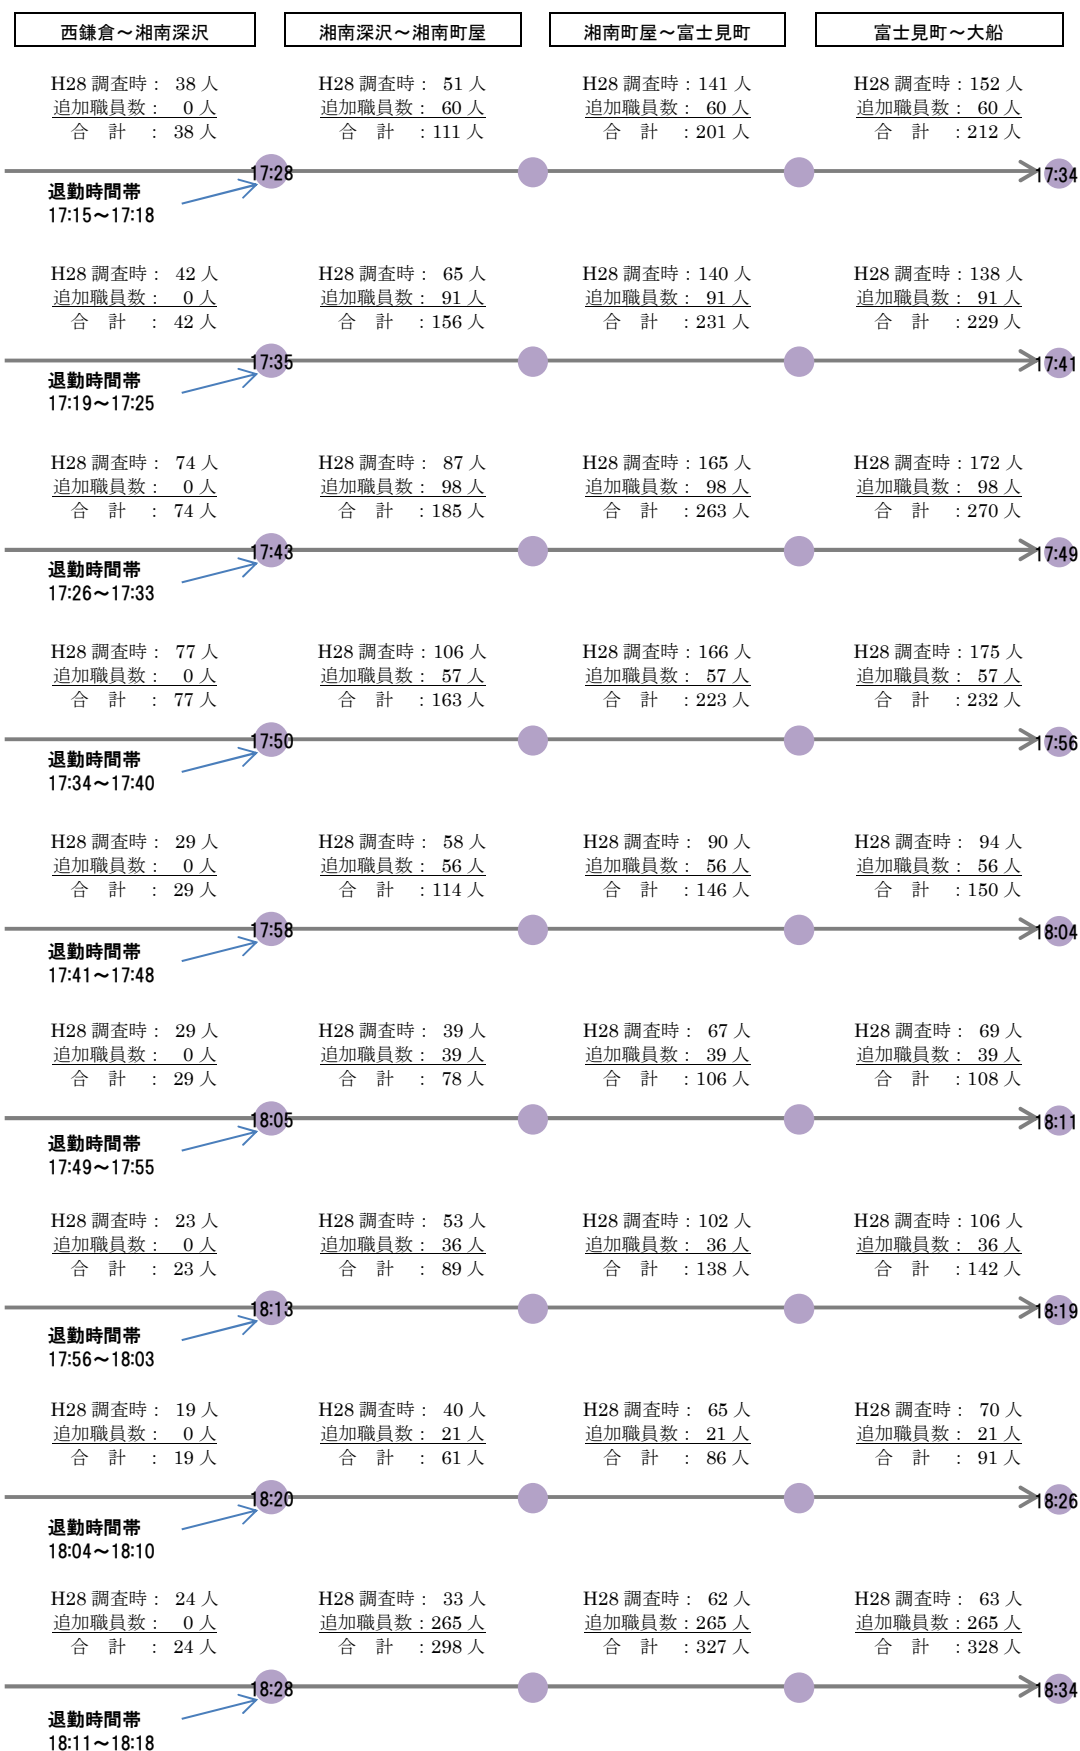 西鎌倉～湘南深沢 湘南深沢～湘南町屋 湘南町屋～富士見町 富士見町～大船
H28 調査時： 38 人 H28 調査時： 51 人 H28 調査時：141 人 H28 調査時：152 人
追加職員数： 0 人 追加職員数： 60 人 追加職員数： 60 人 追加職員数： 60 人
合 計 ： 38 人 合 計 ：111 人 合 計 ：201 人 合 計 ：212 人
17:28 17:34
退勤時間帯
17:15～17:18
H28 調査時： 42 人 H28 調査時： 65 人 H28 調査時：140 人 H28 調査時：138 人
追加職員数： 0 人 追加職員数： 91 人 追加職員数： 91 人 追加職員数： 91 人
合 計 ： 42 人 合 計 ：156 人 合 計 ：231 人 合 計 ：229 人
17:35 17:41
退勤時間帯
17:19～17:25
H28 調査時： 74 人 H28 調査時： 87 人 H28 調査時：165 人 H28 調査時：172 人
追加職員数： 0 人 追加職員数： 98 人 追加職員数： 98 人 追加職員数： 98 人
合 計 ： 74 人 合 計 ：185 人 合 計 ：263 人 合 計 ：270 人
17:43 17:49
退勤時間帯
17:26～17:33
H28 調査時： 77 人 H28 調査時：106 人 H28 調査時：166 人 H28 調査時：175 人
追加職員数： 0 人 追加職員数： 57 人 追加職員数： 57 人 追加職員数： 57 人
合 計 ： 77 人 合 計 ：163 人 合 計 ：223 人 合 計 ：232 人
17:50 17:56
退勤時間帯
17:34～17:40
H28 調査時： 29 人 H28 調査時： 58 人 H28 調査時： 90 人 H28 調査時： 94 人
追加職員数： 0 人 追加職員数： 56 人 追加職員数： 56 人 追加職員数： 56 人
合 計 ： 29 人 合 計 ：114 人 合 計 ：146 人 合 計 ：150 人
17:58 18:04
退勤時間帯
17:41～17:48
H28 調査時： 29 人 H28 調査時： 39 人 H28 調査時： 67 人 H28 調査時： 69 人
追加職員数： 0 人 追加職員数： 39 人 追加職員数： 39 人 追加職員数： 39 人
合 計 ： 29 人 合 計 ： 78 人 合 計 ：106 人 合 計 ：108 人
18:05 18:11
退勤時間帯
17:49～17:55
H28 調査時： 23 人 H28 調査時： 53 人 H28 調査時：102 人 H28 調査時：106 人
追加職員数： 0 人 追加職員数： 36 人 追加職員数： 36 人 追加職員数： 36 人
合 計 ： 23 人 合 計 ： 89 人 合 計 ：138 人 合 計 ：142 人
18:13 18:19
退勤時間帯
17:56～18:03
H28 調査時： 19 人 H28 調査時： 40 人 H28 調査時： 65 人 H28 調査時： 70 人
追加職員数： 0 人 追加職員数： 21 人 追加職員数： 21 人 追加職員数： 21 人
合 計 ： 19 人 合 計 ： 61 人 合 計 ： 86 人 合 計 ： 91 人
18:20 18:26
退勤時間帯
18:04～18:10
H28 調査時： 24 人 H28 調査時： 33 人 H28 調査時： 62 人 H28 調査時： 63 人
追加職員数： 0 人 追加職員数：265 人 追加職員数：265 人 追加職員数：265 人
合 計 ： 24 人 合 計 ：298 人 合 計 ：327 人 合 計 ：328 人
18:28 18:34
退勤時間帯
18:11～18:18